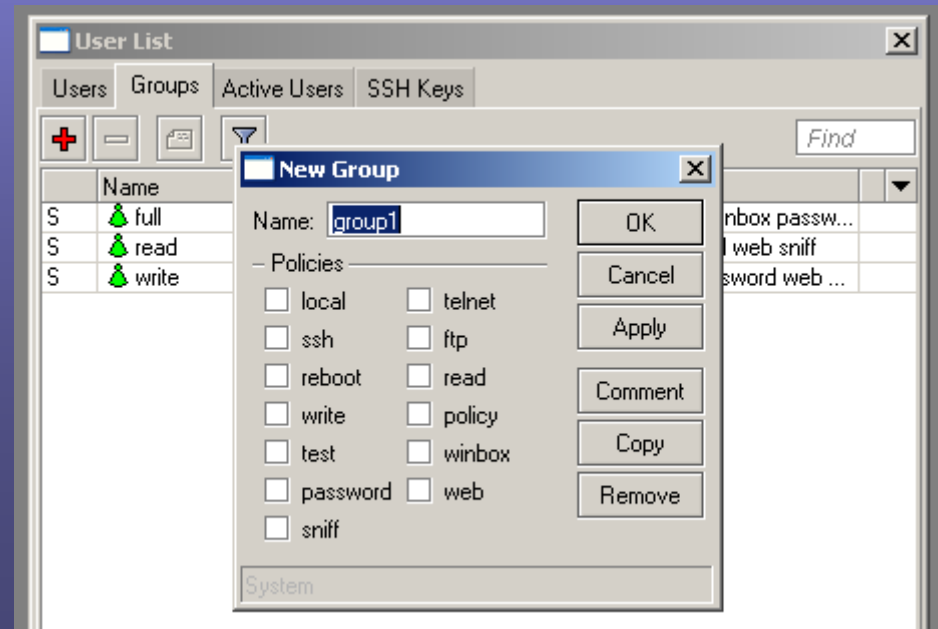 User List
Users Groups Active Users SSH Keys
Find
Name
S full nbox passw...
S read web sniff
S write sword web ...
New Group
Name: group1
Policies
local telnet
ssh ftp
reboot read
write policy
test winbox
password web
sniff
OK
Cancel
Apply
Comment
Copy
Remove
System